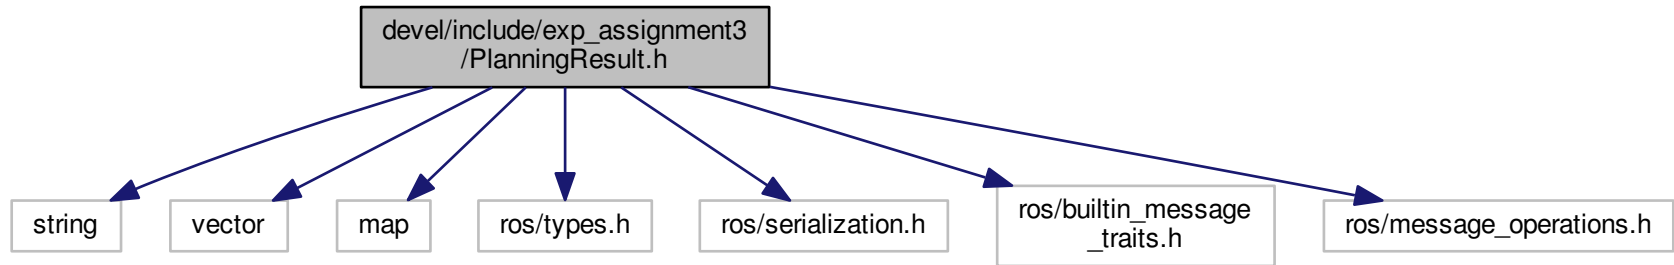 devel/include/exp_assignment3
/PlanningResult.h
string
vector
map
ros/types.h
ros/serialization.h
ros/builtin_message
_traits.h
ros/message_operations.h